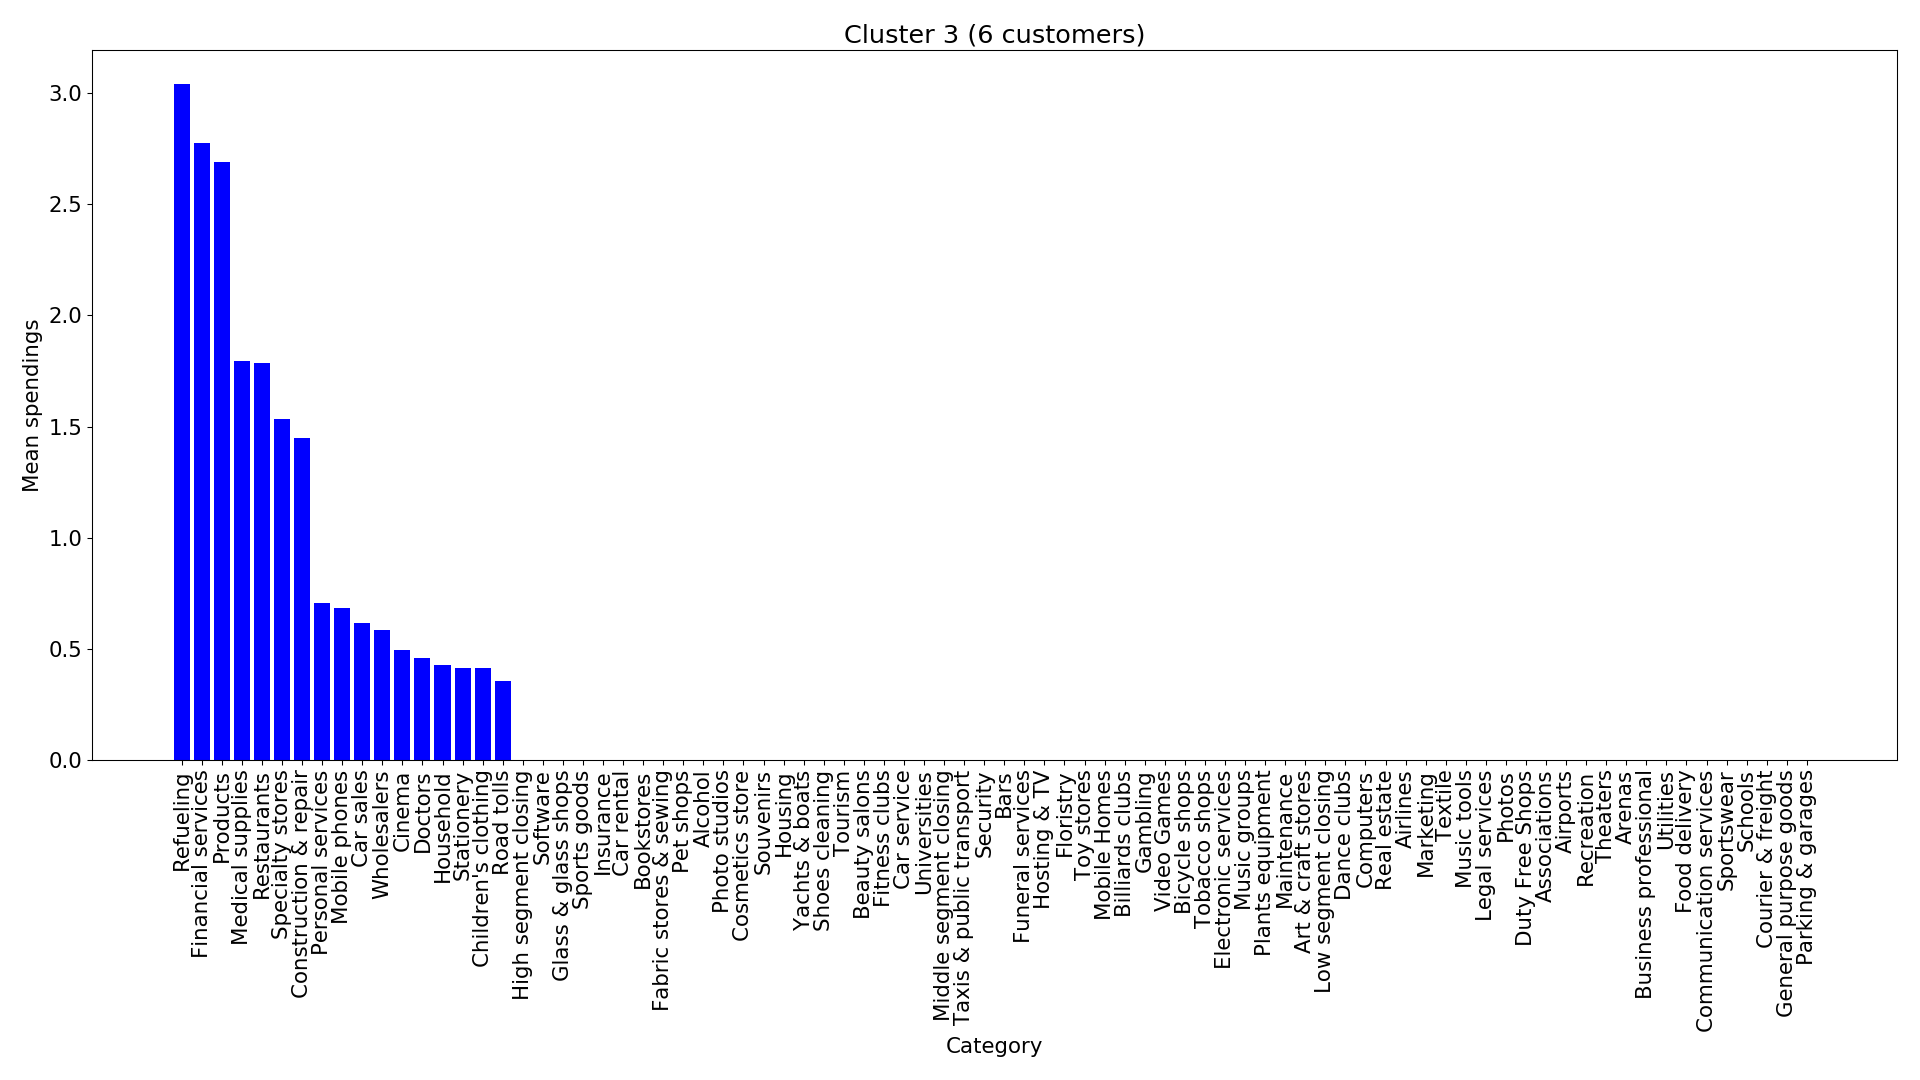 Cluster 3 (6 customers)
Mean spendings
3.0
2.5
2.0
1.5
1.0
0.5
0.0
Refueling
Financial services
Products
Medical supplies
Restaurants
Specialty stores
Construction & repair
Personal services
Mobile phones
Car sales
Wholesalers
Cinema
Doctors
Household
Stationery
Children's clothing
Road tolls
High segment closing
Software
Glass & glass shops
Sports goods
Insurance
Car rental
Bookstores
Fabric stores & sewing
Pet shops
Alcohol
Photo studios
Cosmetics store
Souvenirs
Housing
Yachts & boats
Shoes cleaning
Tourism
Beauty salons
Fitness clubs
Car service
Universities
Middle segment closing
Taxis & public transport
Security
Bars
Funeral services
Hosting & TV
Floristry
Toy stores
Mobile Homes
Billiards clubs
Gambling
Video Games
Bicycle shops
Tobacco shops
Electronic services
Music groups
Plants equipment
Maintenance
Art & craft stores
Low segment closing
Dance clubs
Computers
Real estate
Airlines
Marketing
Textile
Music tools
Legal services
Photos
Duty Free Shops
Associations
Airports
Recreation
Theaters
Arenas
Business professional
Utilities
Food delivery
Communication services
Sportswear
Schools
Courier & freight
General purpose goods
Parking & garages
Category